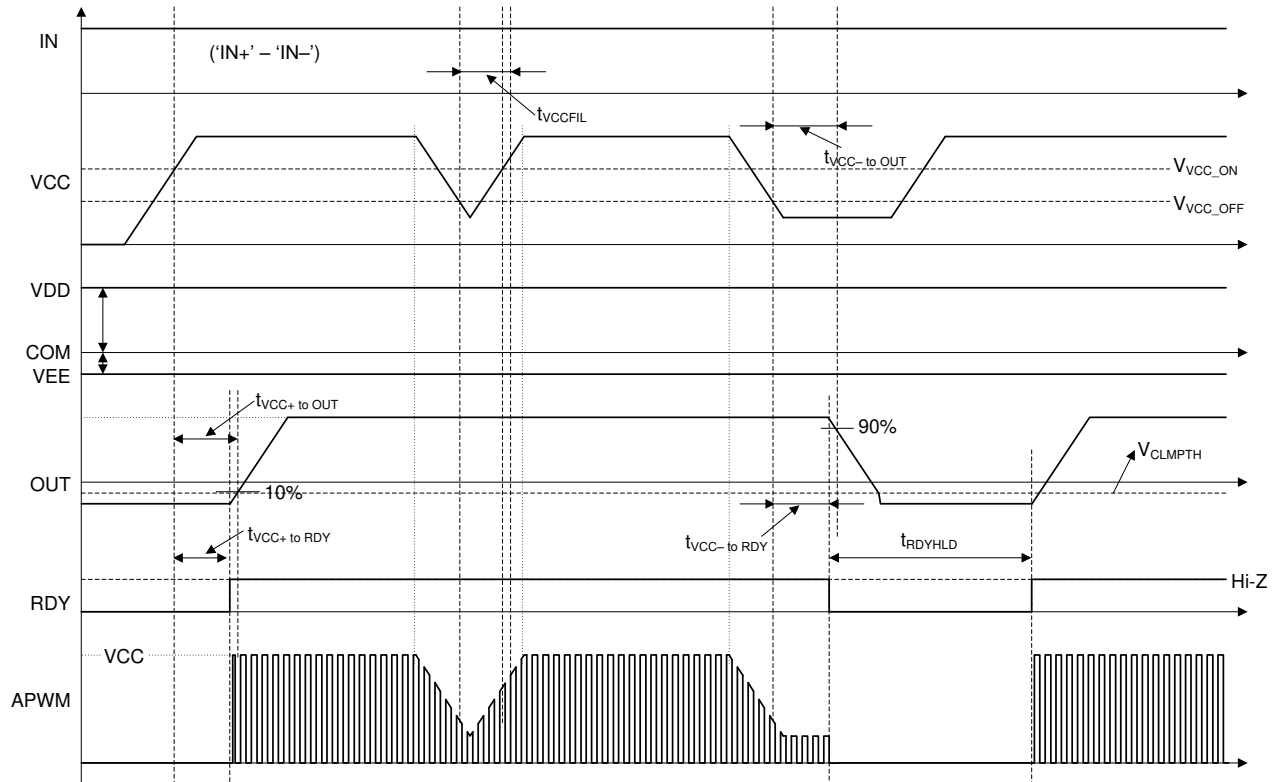 IN
(‘IN+’ – ‘IN–’)
tVCCFIL
tVCC– to OUT
VCC
VVCC_ON
VVCC_OFF
VDD
COM
VEE
tVCC+ to OUT
90%
VCLMPTH
OUT
10%
tVCC+ to RDY
tVCC– to RDY
tRDYHLD
Hi-Z
RDY
VCC
APWM